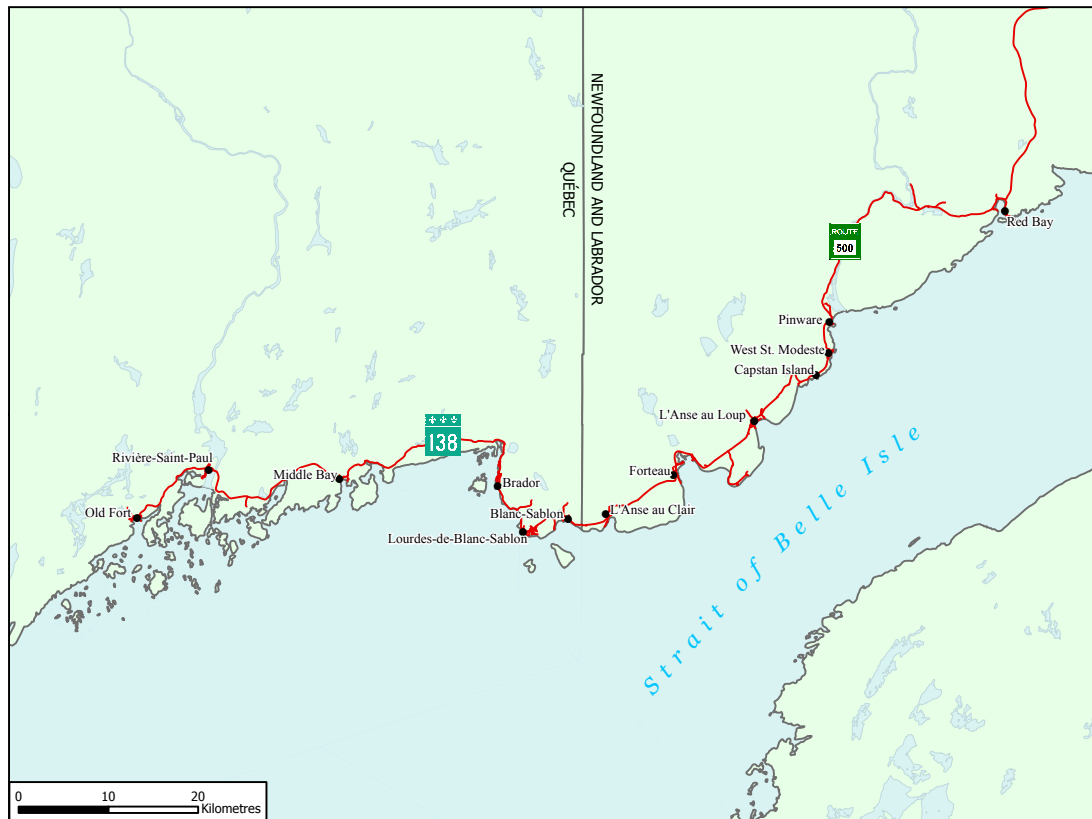 NEWFOUNDLAND AND LABRADOR
QUÉBEC
ROUTE
500
Red Bay
Pinware
West St. Modeste
Capstan Island
L'Anse au Loup
138
Rivière-Saint-Paul
Middle Bay
Forteau
Brador
Old Fort
Blanc-Sablon
L'Anse au Clair
Lourdes-de-Blanc-Sablon
Strait of Belle Isle
0 10 20
Kilometres